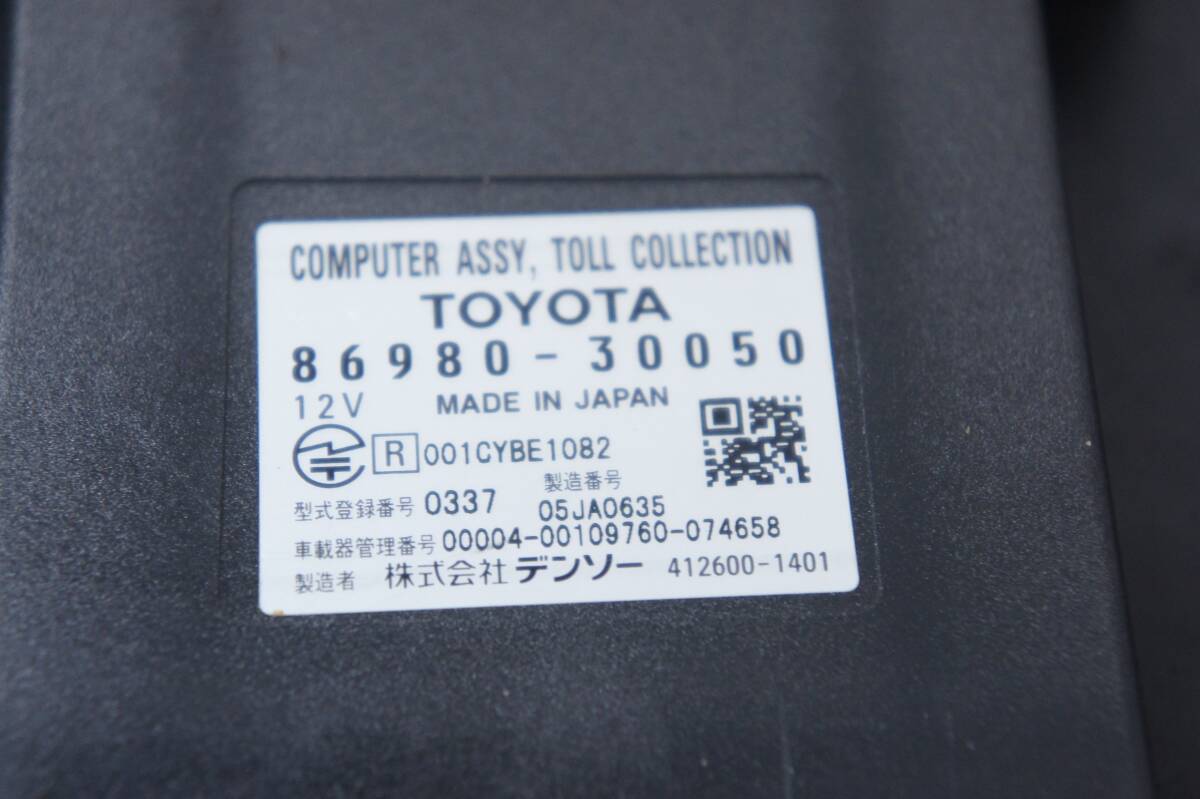 COMPUTER ASSY, TOLL COLLECTION
TOYOTA
86980-30050
12V MADE IN JAPAN
R 001CYBE1082
製造番号
型式登録番号 0337 05JA0635
車載器管理番号 00004-00109760-074658
製造者 株式会社 デンソー 412600-1401